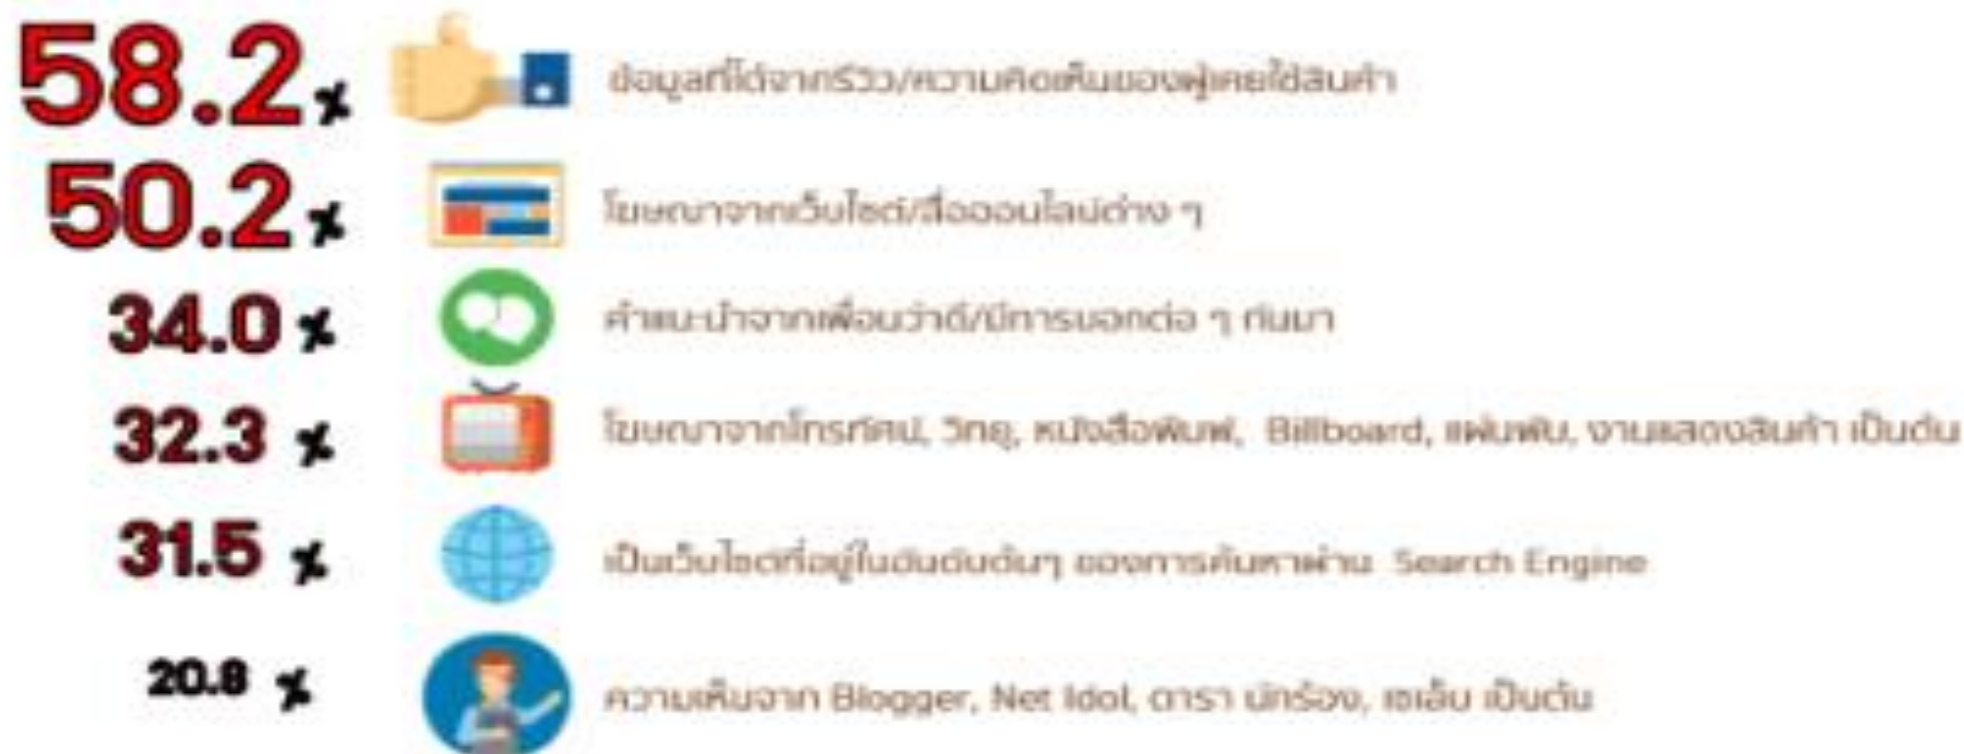 58.2% ข้อมูลที่ได้จากรีวิว/ความคิดเห็นของผู้เคยใช้สินค้า
50.2% โฆษณาจากเว็บไซต์/สื่อออนไลน์ต่าง ๆ
34.0% คำแนะนำจากเพื่อนว่าดี/มีการบอกต่อ ๆ กันมา
32.3% โฆษณาจากโทรทัศน์, วิทยุ, หนังสือพิมพ์, Billboard, แผ่นพับ, งานแสดงสินค้า เป็นต้น
31.5% เป็นเว็บไซต์ที่อยู่ในอันดับต้นๆ ของการค้นหาผ่าน Search Engine
20.8% ความเห็นจาก Blogger, Net Idol, ดารา นักร้อง, เซเล็บ เป็นต้น